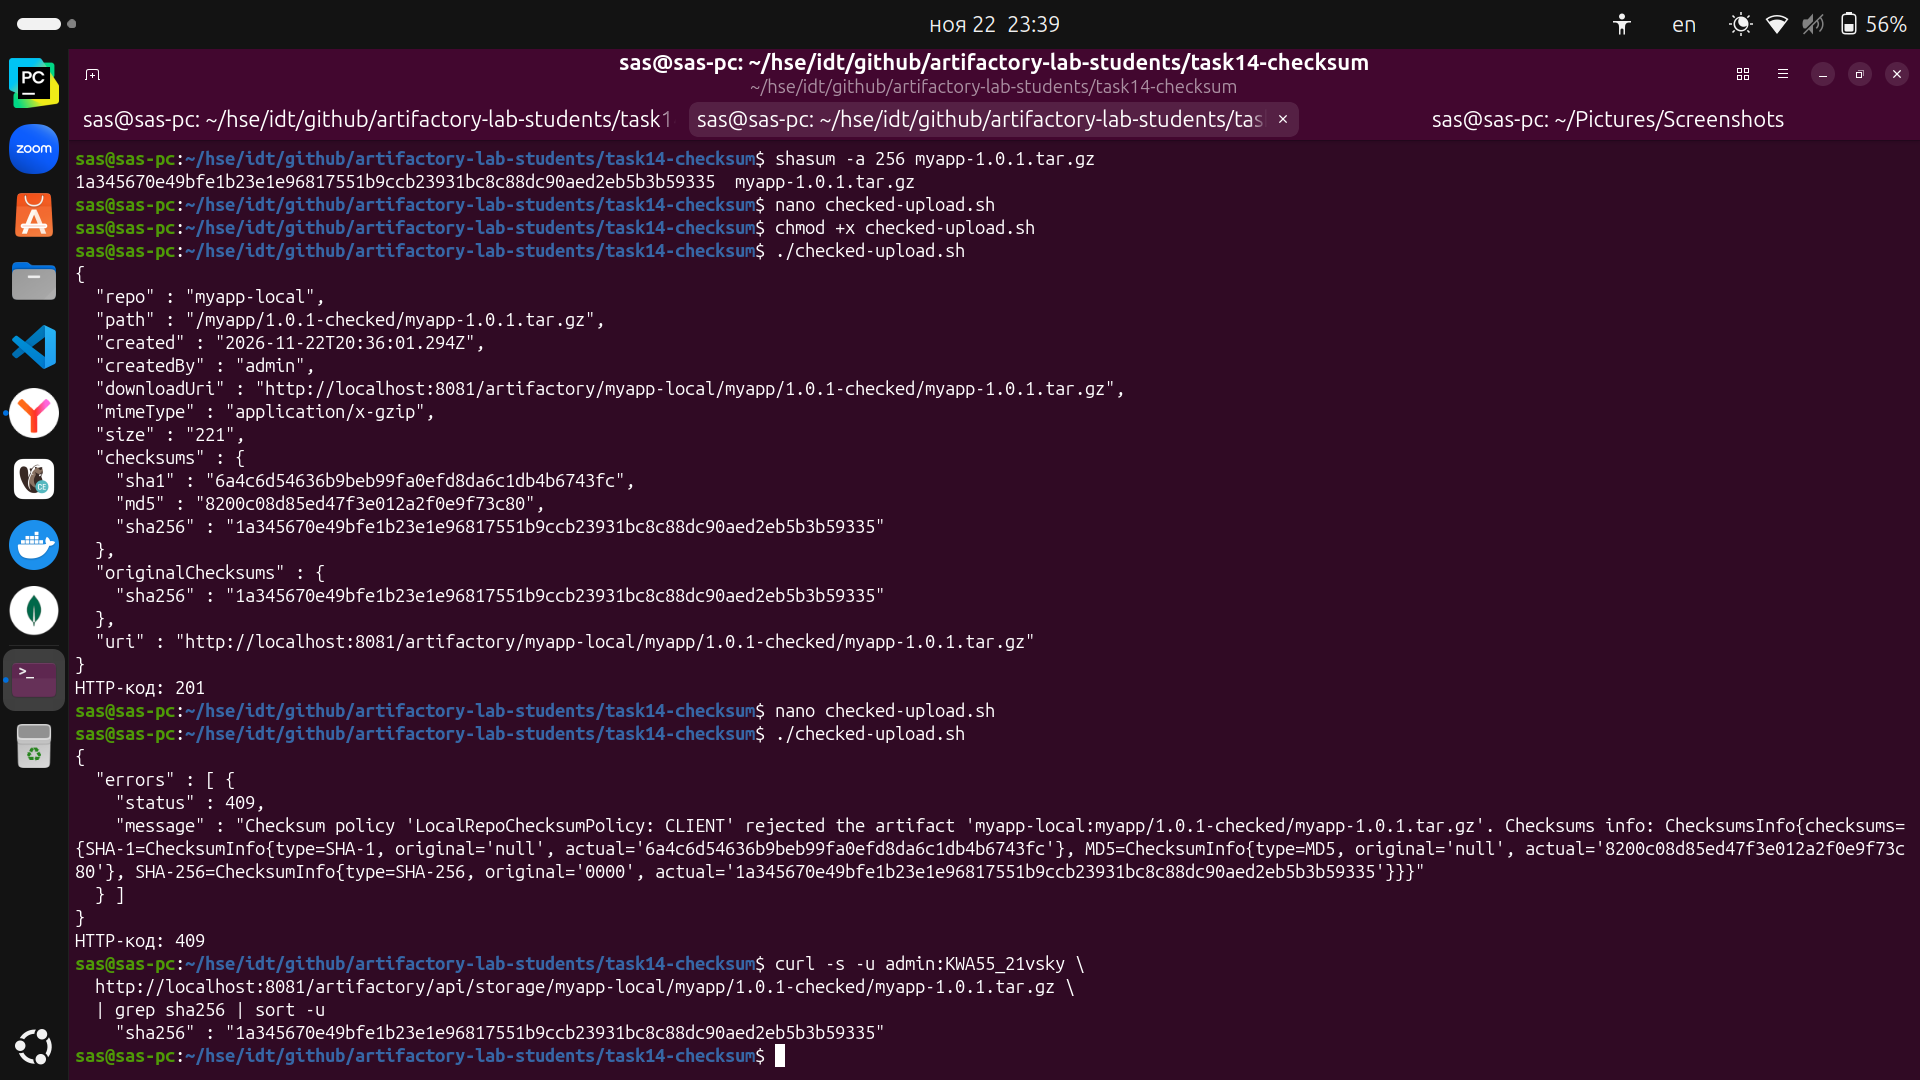 ноя 22 23:39
en
56%
sas@sas-pc: ~/hse/idt/github/artifactory-lab-students/task14-checksum
~/hse/idt/github/artifactory-lab-students/task14-checksum
sas@sas-pc: ~/hse/idt/github/artifactory-lab-students/task1
sas@sas-pc: ~/hse/idt/github/artifactory-lab-students/tas
sas@sas-pc: ~/Pictures/Screenshots
PC
zoom
sas@sas-pc:~/hse/idt/github/artifactory-lab-students/task14-checksum$ shasum -a 256 myapp-1.0.1.tar.gz
1a345670e49bfe1b23e1e96817551b9ccb23931bc8c88dc90aed2eb5b3b59335  myapp-1.0.1.tar.gz
sas@sas-pc:~/hse/idt/github/artifactory-lab-students/task14-checksum$ nano checked-upload.sh
sas@sas-pc:~/hse/idt/github/artifactory-lab-students/task14-checksum$ chmod +x checked-upload.sh
sas@sas-pc:~/hse/idt/github/artifactory-lab-students/task14-checksum$ ./checked-upload.sh
{
  "repo" : "myapp-local",
  "path" : "/myapp/1.0.1-checked/myapp-1.0.1.tar.gz",
  "created" : "2026-11-22T20:36:01.294Z",
  "createdBy" : "admin",
  "downloadUri" : "http://localhost:8081/artifactory/myapp-local/myapp/1.0.1-checked/myapp-1.0.1.tar.gz",
  "mimeType" : "application/x-gzip",
  "size" : "221",
  "checksums" : {
    "sha1" : "6a4c6d54636b9beb99fa0efd8da6c1db4b6743fc",
    "md5" : "8200c08d85ed47f3e012a2f0e9f73c80",
    "sha256" : "1a345670e49bfe1b23e1e96817551b9ccb23931bc8c88dc90aed2eb5b3b59335"
  },
  "originalChecksums" : {
    "sha256" : "1a345670e49bfe1b23e1e96817551b9ccb23931bc8c88dc90aed2eb5b3b59335"
  },
  "uri" : "http://localhost:8081/artifactory/myapp-local/myapp/1.0.1-checked/myapp-1.0.1.tar.gz"
}
HTTP-код: 201
sas@sas-pc:~/hse/idt/github/artifactory-lab-students/task14-checksum$ nano checked-upload.sh
sas@sas-pc:~/hse/idt/github/artifactory-lab-students/task14-checksum$ ./checked-upload.sh
{
  "errors" : [ {
    "status" : 409,
    "message" : "Checksum policy 'LocalRepoChecksumPolicy: CLIENT' rejected the artifact 'myapp-local:myapp/1.0.1-checked/myapp-1.0.1.tar.gz'. Checksums info: ChecksumsInfo{checksums=
{SHA-1=ChecksumInfo{type=SHA-1, original='null', actual='6a4c6d54636b9beb99fa0efd8da6c1db4b6743fc'}, MD5=ChecksumInfo{type=MD5, original='null', actual='8200c08d85ed47f3e012a2f0e9f73c
80'}, SHA-256=ChecksumInfo{type=SHA-256, original='0000', actual='1a345670e49bfe1b23e1e96817551b9ccb23931bc8c88dc90aed2eb5b3b59335'}}}"
  } ]
}
HTTP-код: 409
sas@sas-pc:~/hse/idt/github/artifactory-lab-students/task14-checksum$ curl -s -u admin:KWA55_21vsky \
  http://localhost:8081/artifactory/api/storage/myapp-local/myapp/1.0.1-checked/myapp-1.0.1.tar.gz \
  | grep sha256 | sort -u
    "sha256" : "1a345670e49bfe1b23e1e96817551b9ccb23931bc8c88dc90aed2eb5b3b59335"
sas@sas-pc:~/hse/idt/github/artifactory-lab-students/task14-checksum$